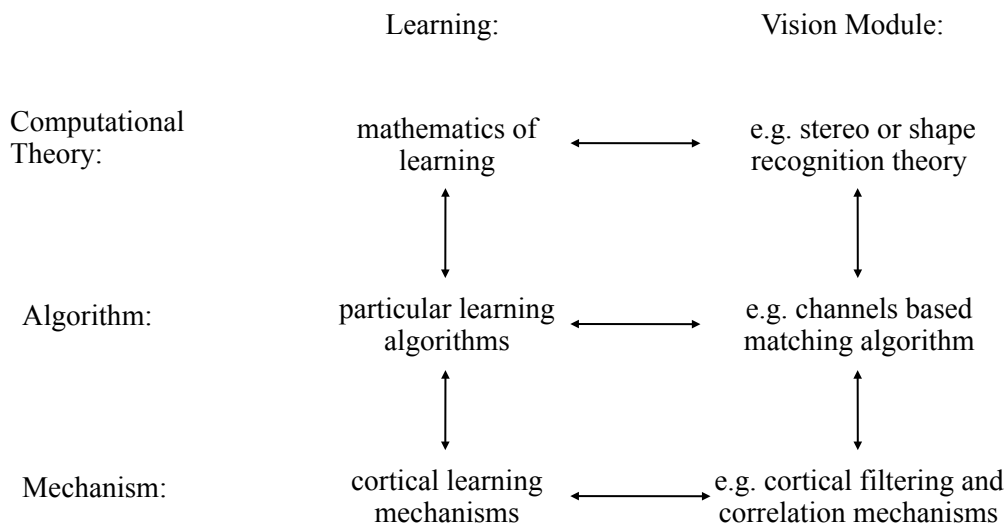 Learning:
Vision Module:
Computational
Theory:
mathematics of
learning
e.g. stereo or shape
recognition theory
Algorithm:
particular learning
algorithms
e.g. channels based
matching algorithm
Mechanism:
cortical learning
mechanisms
e.g. cortical filtering and
correlation mechanisms